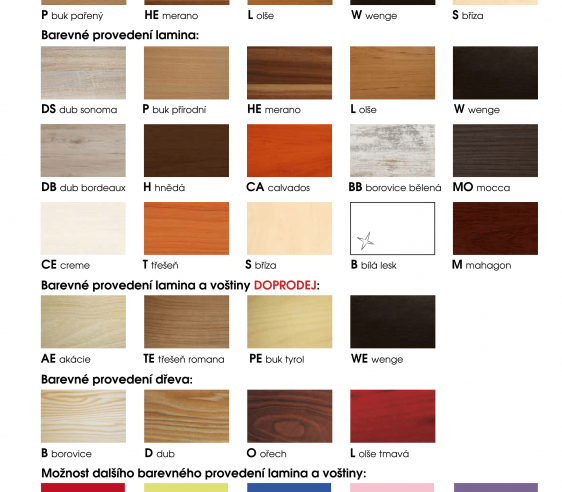 P buk pařený HE merano L olše W wenge S bříza
Barevné provedení lamina:
DS dub sonoma P buk přírodní HE merano L olše W wenge
DB dub bordeaux H hnědá CA calvados BB borovice bělená MO mocca
CE creme T třešeň S bříza B bílá lesk M mahagon
Barevné provedení lamina a voštiny DOPRODEJ:
AE akácie TE třešeň romana PE buk tyrol WE wenge
Barevné provedení dřeva:
B borovice D dub O ořech L olše tmavá
Možnost dalšího barevného provedení lamina a voštiny: